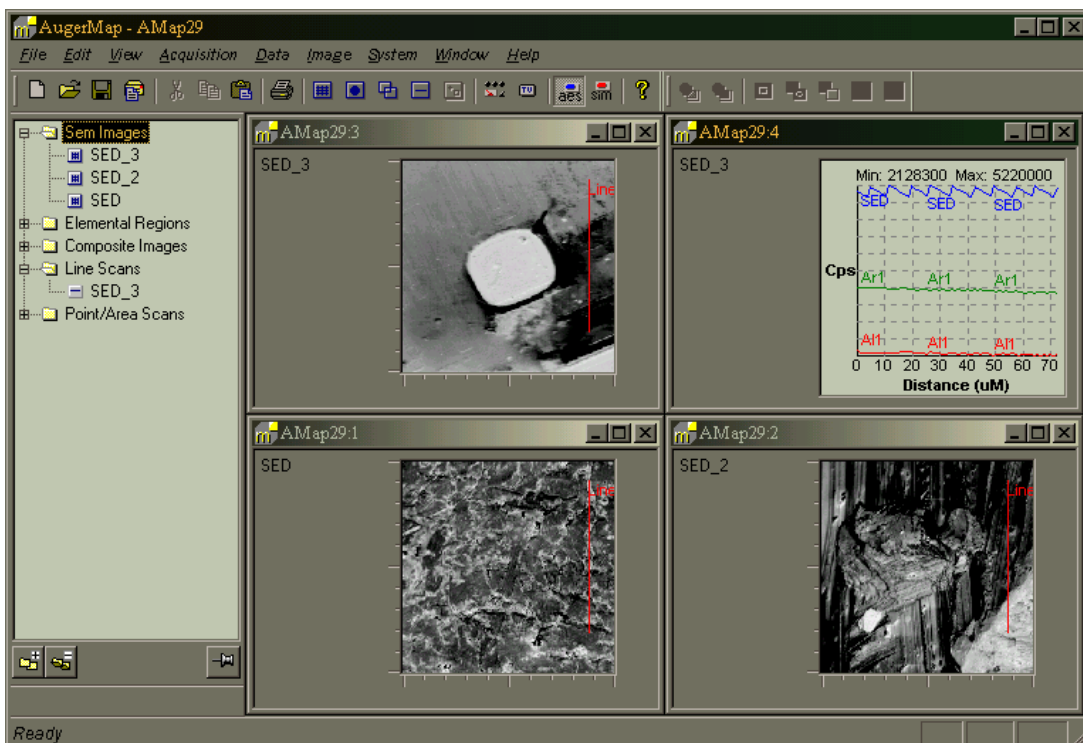 AugerMap - AMap29
File Edit View Acquisition Data Image System Window Help
TV aes sim ?
Sem Images
SED_3
SED_2
SED
Elemental Regions
Composite Images
Line Scans
SED_3
Point/Area Scans
AMap29:3
SED_3
Line
AMap29:4
SED_3
Min: 2128300 Max: 5220000
SED SED SED
Cps
Ar1 Ar1 Ar1
Al1 Al1 Al1
0 10 20 30 40 50 60 70
Distance (uM)
AMap29:1
SED
Line
AMap29:2
SED_2
Line
Ready